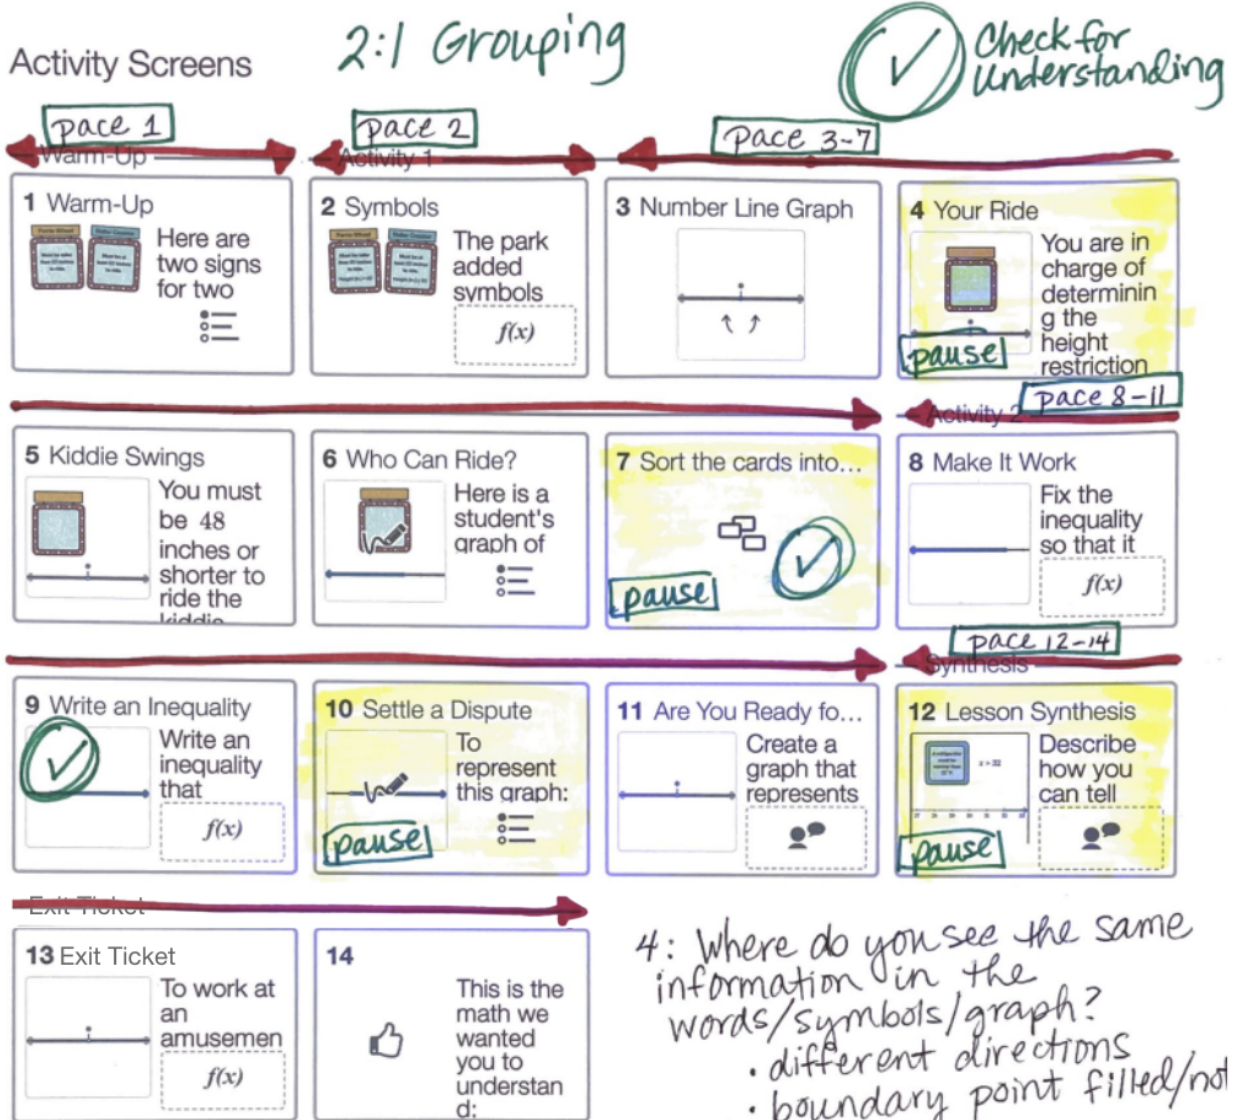 2:1 Grouping
✓ Check for
Understanding
Activity Screens
pace 1
pace 2
pace 3-7
Warm-Up
Activity 1
1 Warm-Up
Here are
two signs
for two
2 Symbols
The park
added
symbols
f(x)
3 Number Line Graph
4 Your Ride
You are in
charge of
determinin
g the
height
restriction
pause
pace 8-11
Activity 2
5 Kiddie Swings
You must
be 48
inches or
shorter to
ride the
kiddie
6 Who Can Ride?
Here is a
student's
graph of
7 Sort the cards into...
✓
pause
8 Make It Work
Fix the
inequality
so that it
f(x)
pace 12-14
Synthesis
9 Write an Inequality
✓
Write an
inequality
that
f(x)
10 Settle a Dispute
To
represent
this graph:
pause
11 Are You Ready fo...
Create a
graph that
represents
12 Lesson Synthesis
Describe
how you
can tell
pause
Exit Ticket
13 Exit Ticket
To work at
an
amusemen
f(x)
14
This is the
math we
wanted
you to
understan
d:
4: Where do you see the same
information in the
words/symbols/graph?
• different directions
• boundary point filled/not